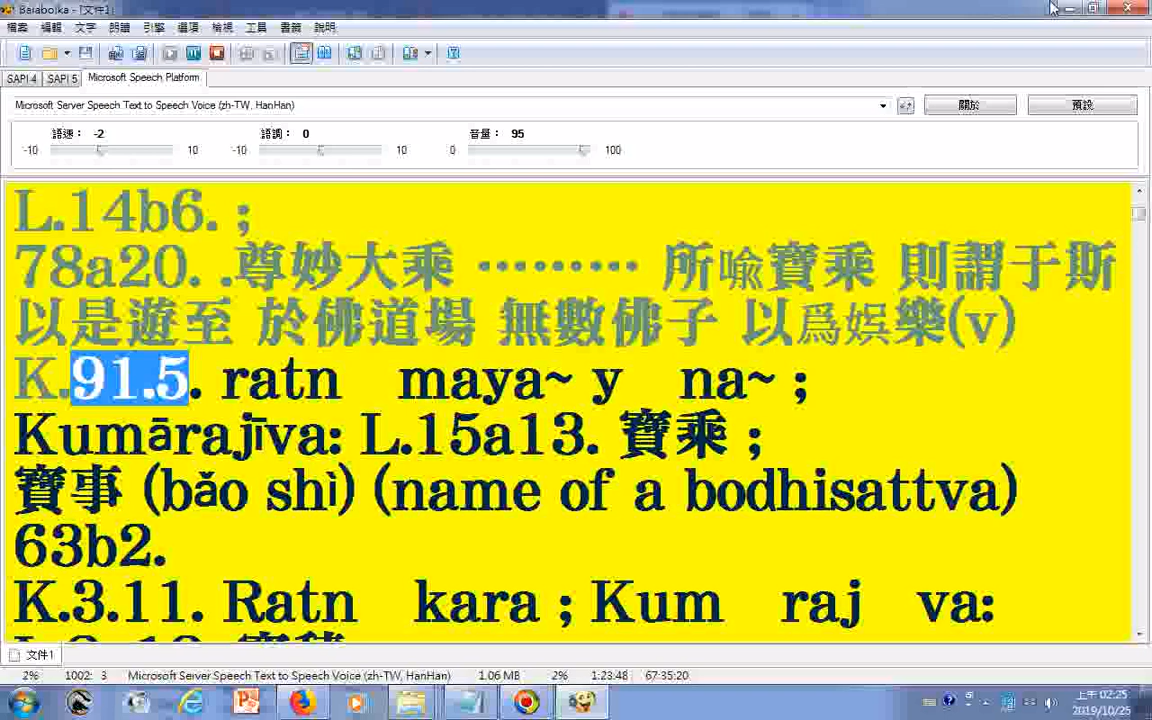 Balabolka - [文件1]
檔案 編輯 文字 朗讀 引擎 選項 檢視 工具 書籤 說明
SAPI 4 SAPI 5 Microsoft Speech Platform
Microsoft Server Speech Text to Speech Voice (zh-TW, HanHan) 關於 預設
語速： -2 語調： 0 音量： 95
-10 10 -10 10 0 100
L.14b6. ;
78a20. .尊妙大乘 ……… 所喩寶乘 則謂于斯
以是遊至 於佛道場 無數佛子 以爲娯樂(v)
K.91.5. ratn maya~ y na~ ;
Kumārajīva: L.15a13. 寶乘 ;
寶事 (bǎo shì) (name of a bodhisattva)
63b2.
K.3.11. Ratn kara ; Kum raj va:
文件1
2% 1002: 3 Microsoft Server Speech Text to Speech Voice (zh-TW, HanHan) 1.06 MB 2% 1:23:48 67:35:20
上午 02:25
2019/10/25